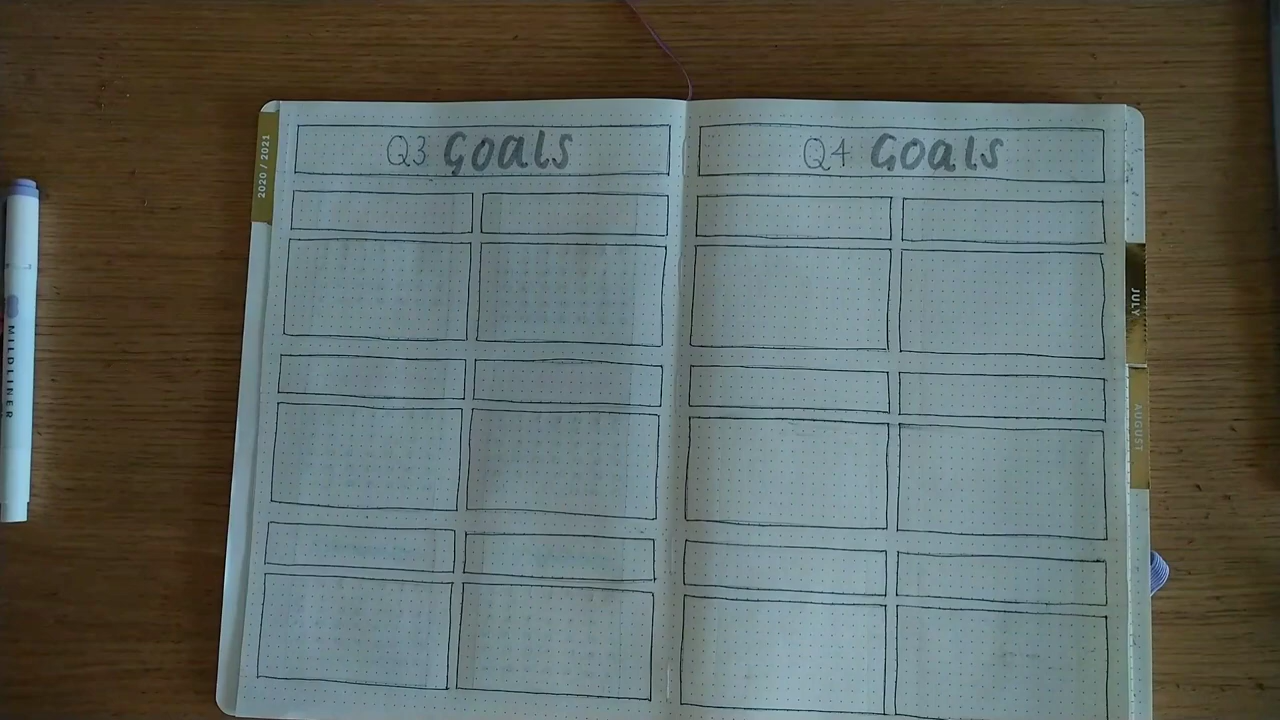 2020 / 2021
Q3 GOALS
Q4 GOALS
JULY
AUGUST
MILDLINER